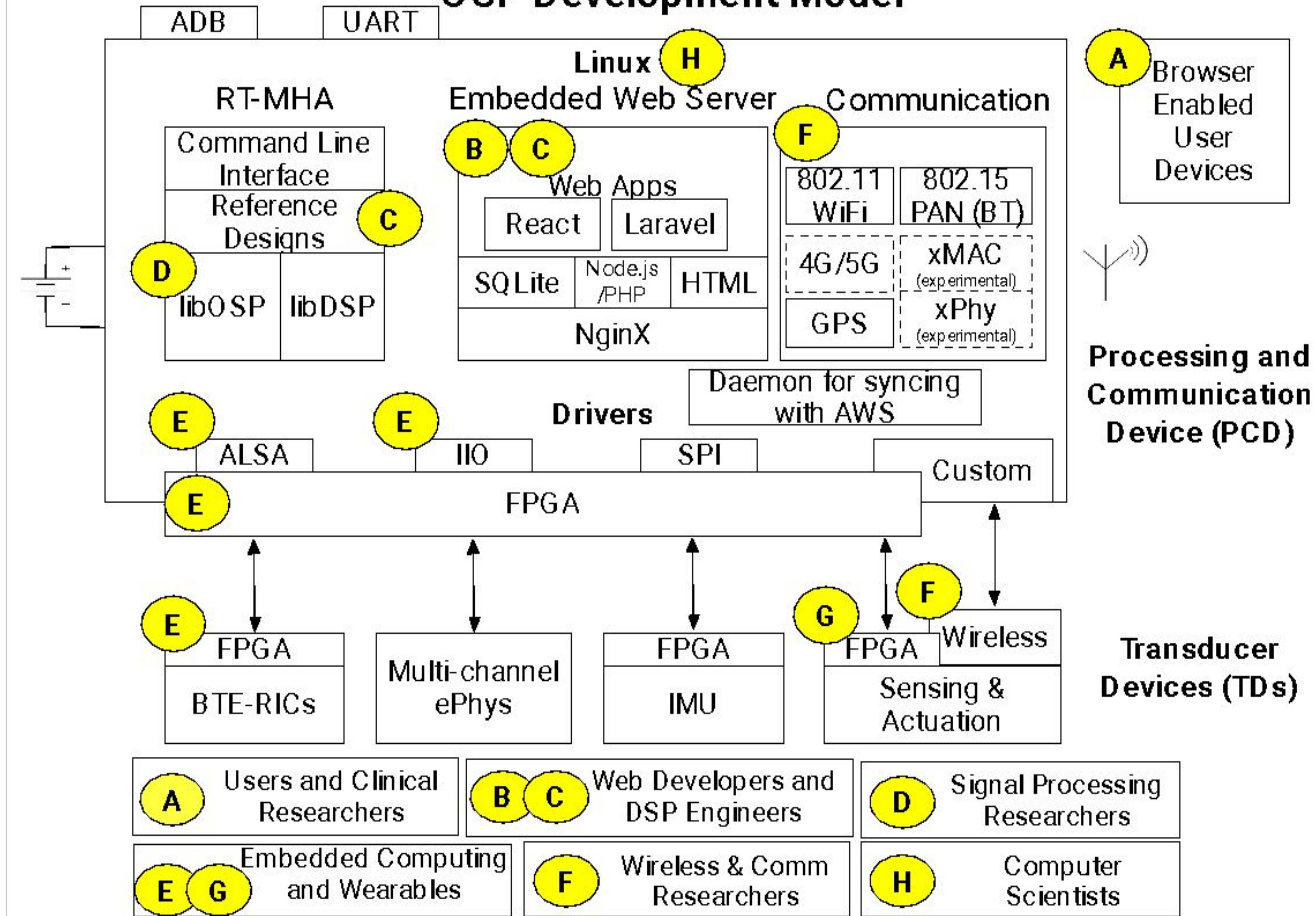 OSP Development Model
ADB
UART
Linux
H
A
Browser
Enabled
User
Devices
RT-MHA
Embedded Web Server
Communication
Command Line
Interface
Reference
Designs
C
D
libOSP
libDSP
B
C
Web Apps
React
Laravel
SQLite
Node.js
/PHP
HTML
NginX
F
802.11
WiFi
802.15
PAN (BT)
4G/5G
xMAC
(experimental)
GPS
xPhy
(experimental)
+
−
Processing and
Communication
Device (PCD)
Daemon for syncing
with AWS
Drivers
E
ALSA
E
IIO
SPI
Custom
E
FPGA
E
FPGA
BTE-RICs
Multi-channel
ePhys
FPGA
IMU
G
F
FPGA
Wireless
Sensing &
Actuation
Transducer
Devices (TDs)
A
Users and Clinical
Researchers
B
C
Web Developers and
DSP Engineers
D
Signal Processing
Researchers
E
G
Embedded Computing
and Wearables
F
Wireless & Comm
Researchers
H
Computer
Scientists